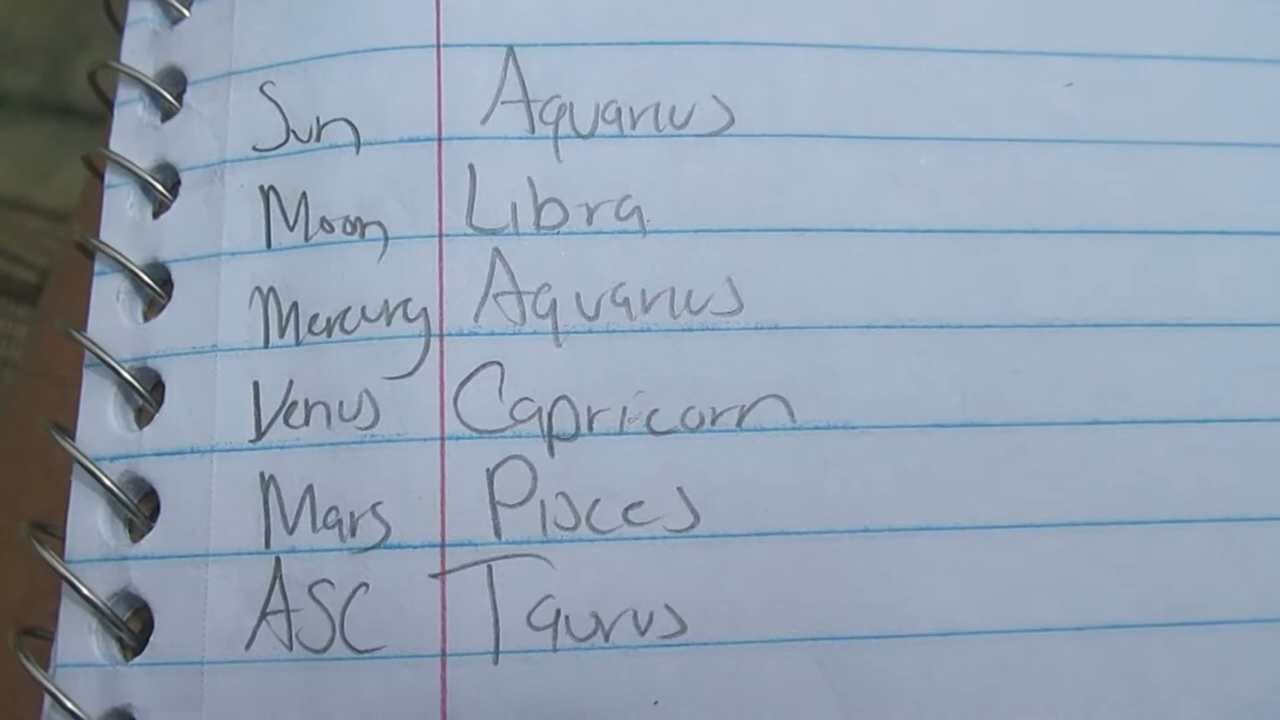 Sun Aquarius
Moon Libra
Mercury Aquarius
Venus Capricorn
Mars Pisces
ASC Taurus